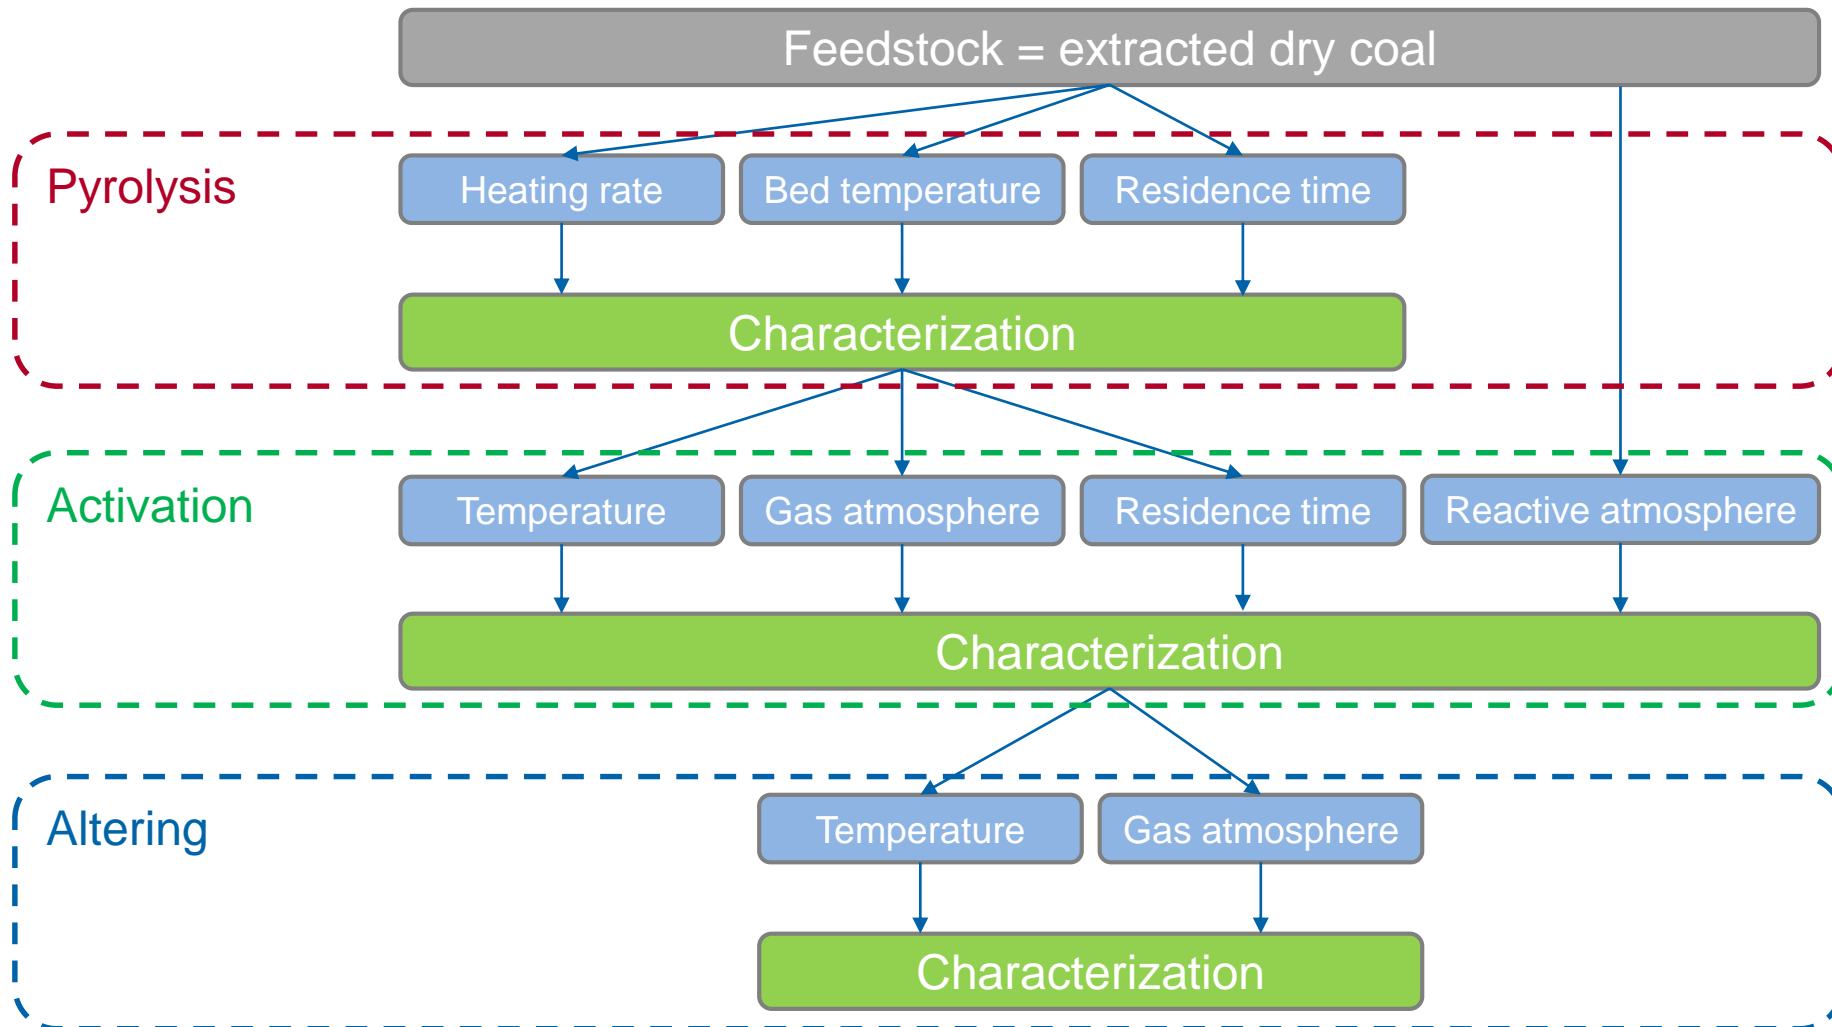 Feedstock = extracted dry coal
Pyrolysis
Heating rate
Bed temperature
Residence time
Characterization
Activation
Temperature
Gas atmosphere
Residence time
Reactive atmosphere
Characterization
Altering
Temperature
Gas atmosphere
Characterization